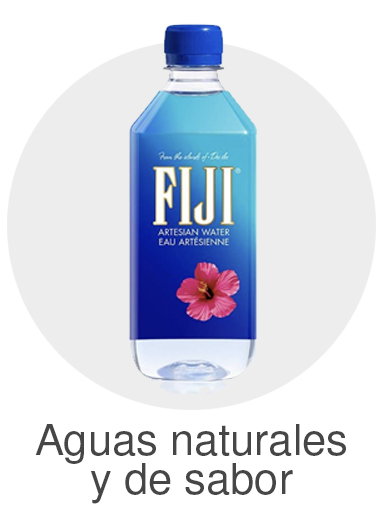 From the islands of Fiji
FIJI®
ARTESIAN WATER
EAU ARTÉSIENNE
Aguas naturales
y de sabor